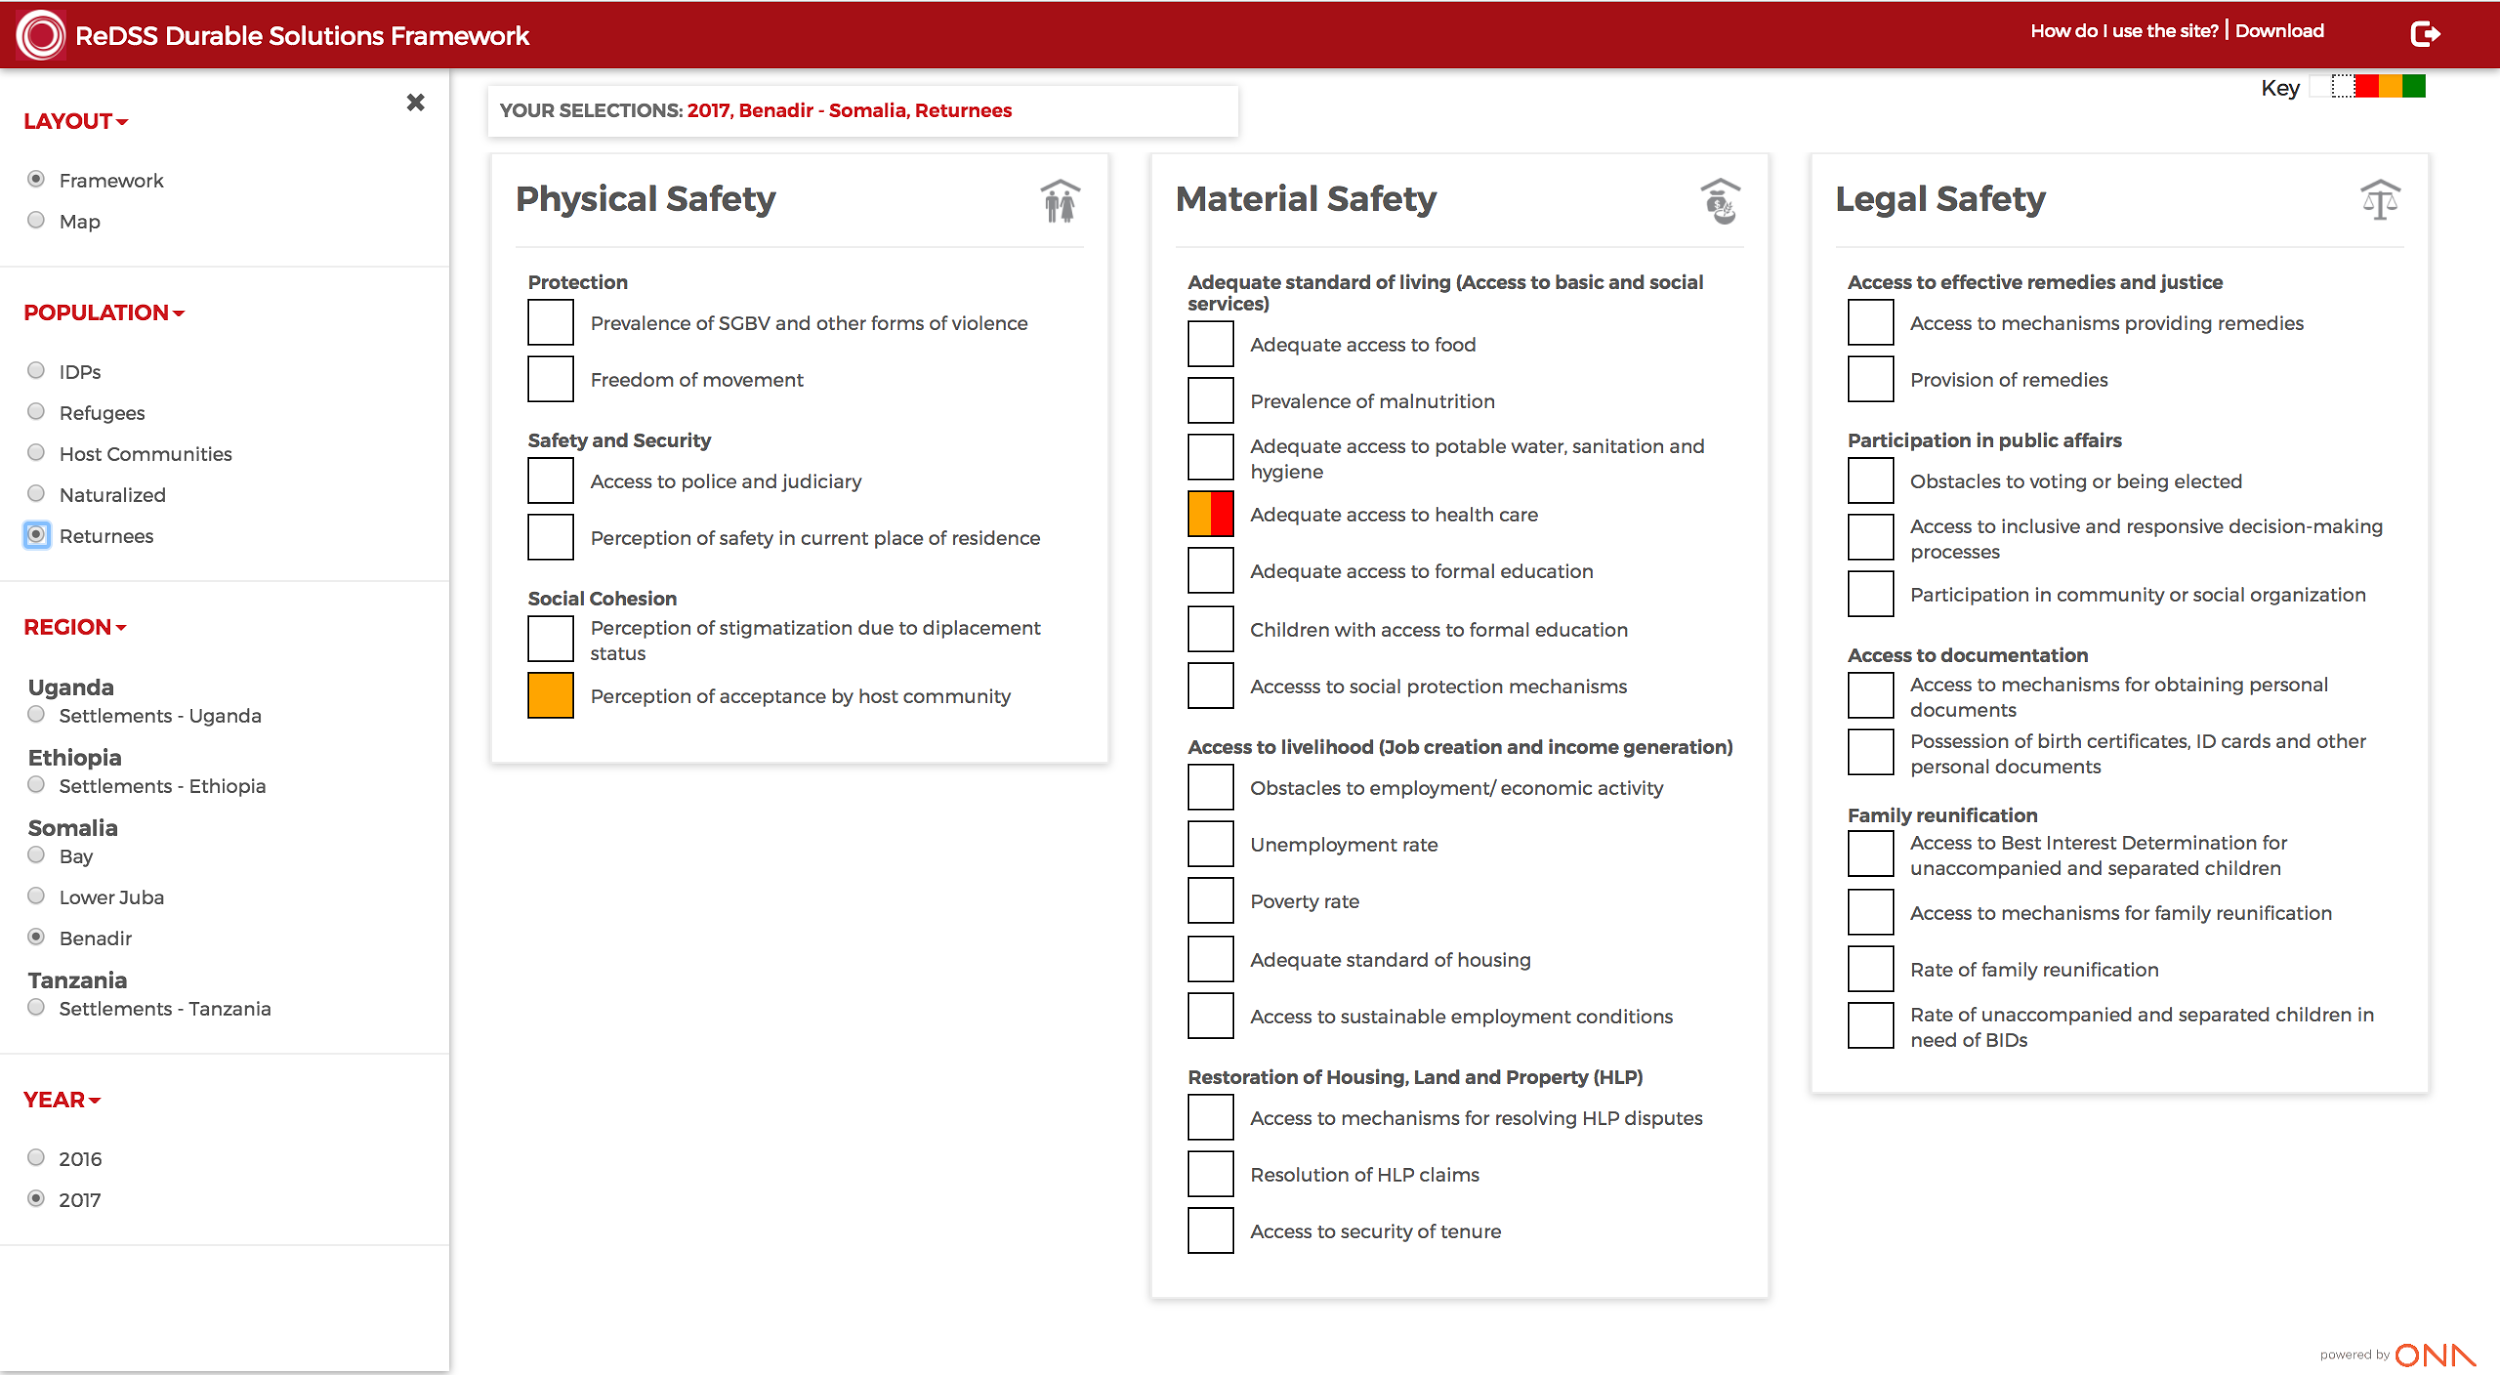 ReDSS Durable Solutions Framework
How do I use the site? | Download
LAYOUT
Framework
Map
POPULATION
IDPs
Refugees
Host Communities
Naturalized
Returnees
REGION
Uganda
Settlements - Uganda
Ethiopia
Settlements - Ethiopia
Somalia
Bay
Lower Juba
Benadir
Tanzania
Settlements - Tanzania
YEAR
2016
2017
YOUR SELECTIONS: 2017, Benadir - Somalia, Returnees
Key
Physical Safety
Protection
Prevalence of SGBV and other forms of violence
Freedom of movement
Safety and Security
Access to police and judiciary
Perception of safety in current place of residence
Social Cohesion
Perception of stigmatization due to diplacement
status
Perception of acceptance by host community
Material Safety
Adequate standard of living (Access to basic and social
services)
Adequate access to food
Prevalence of malnutrition
Adequate access to potable water, sanitation and
hygiene
Adequate access to health care
Adequate access to formal education
Children with access to formal education
Accesss to social protection mechanisms
Access to livelihood (Job creation and income generation)
Obstacles to employment/ economic activity
Unemployment rate
Poverty rate
Adequate standard of housing
Access to sustainable employment conditions
Restoration of Housing, Land and Property (HLP)
Access to mechanisms for resolving HLP disputes
Resolution of HLP claims
Access to security of tenure
Legal Safety
Access to effective remedies and justice
Access to mechanisms providing remedies
Provision of remedies
Participation in public affairs
Obstacles to voting or being elected
Access to inclusive and responsive decision-making
processes
Participation in community or social organization
Access to documentation
Access to mechanisms for obtaining personal
documents
Possession of birth certificates, ID cards and other
personal documents
Family reunification
Access to Best Interest Determination for
unaccompanied and separated children
Access to mechanisms for family reunification
Rate of family reunification
Rate of unaccompanied and separated children in
need of BIDs
powered by ONA